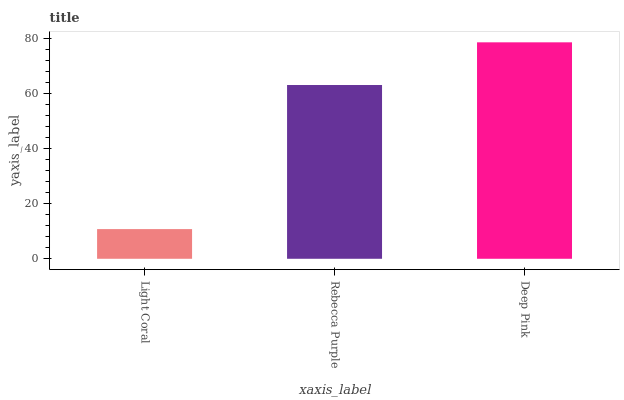 title
80
60
40
20
0
yaxis_label
Light Coral
Rebecca Purple
Deep Pink
xaxis_label